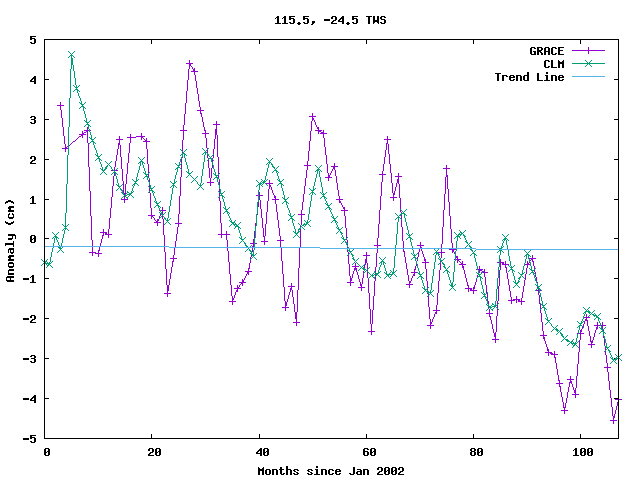 115.5, -24.5 TWS
GRACE
CLM
Trend Line
5
4
3
2
1
0
-1
-2
-3
-4
-5
Anomaly (cm)
0 20 40 60 80 100
Months since Jan 2002